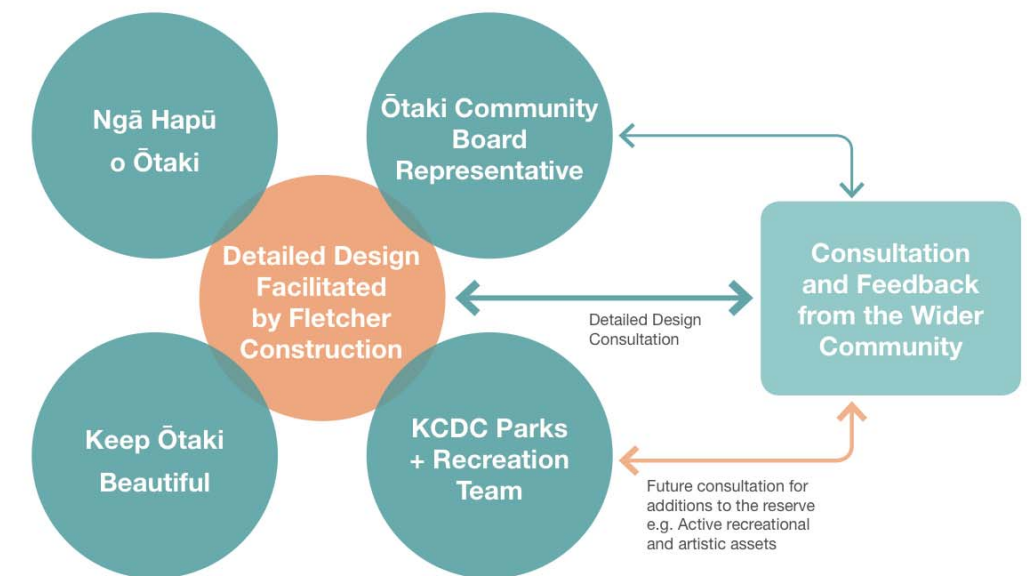 Ngā Hapū
o Ōtaki
Ōtaki Community
Board
Representative
Detailed Design
Facilitated
by Fletcher
Construction
Keep Ōtaki
Beautiful
KCDC Parks
+ Recreation
Team
Detailed Design
Consultation
Consultation
and Feedback
from the Wider
Community
Future consultation for
additions to the reserve
e.g. Active recreational
and artistic assets